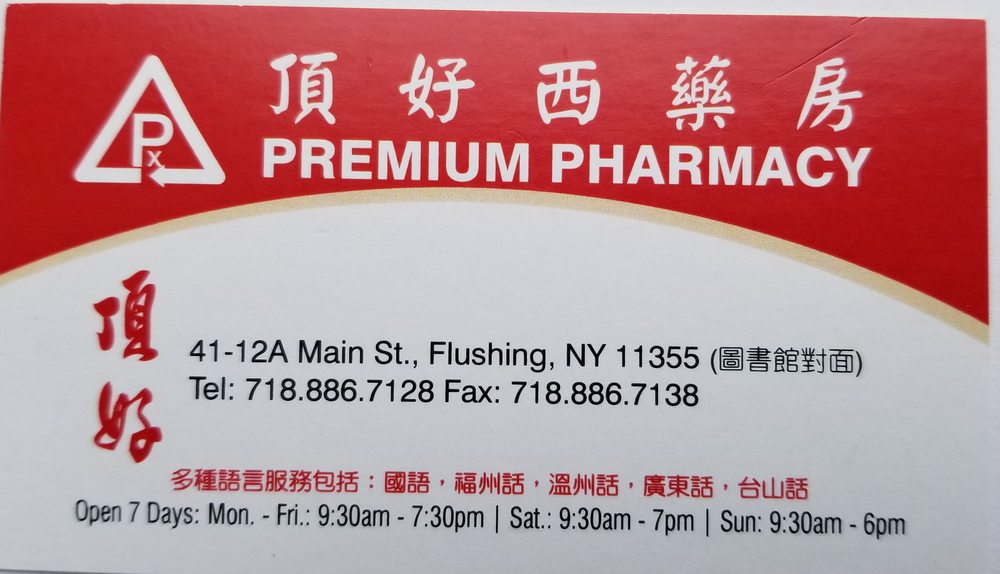 頂好西藥房
Px
PREMIUM PHARMACY
頂好
41-12A Main St., Flushing, NY 11355 (圖書館對面)
Tel: 718.886.7128 Fax: 718.886.7138
多種語言服務包括：國語，福州話，溫州話，廣東話，台山話
Open 7 Days: Mon. - Fri.: 9:30am - 7:30pm | Sat.: 9:30am - 7pm | Sun: 9:30am - 6pm